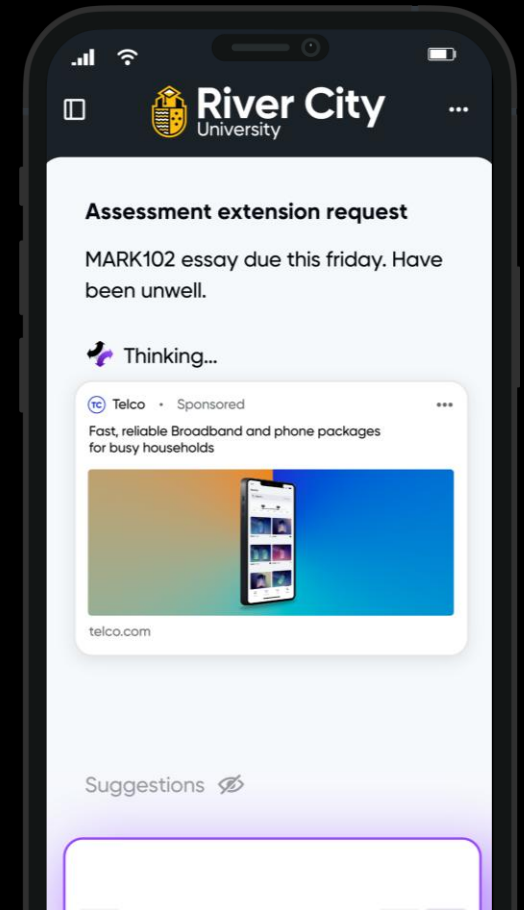 River City
University
Assessment extension request
MARK102 essay due this friday. Have
been unwell.
Thinking...
TC Telco • Sponsored
Fast, reliable Broadband and phone packages
for busy households
telco.com
Suggestions